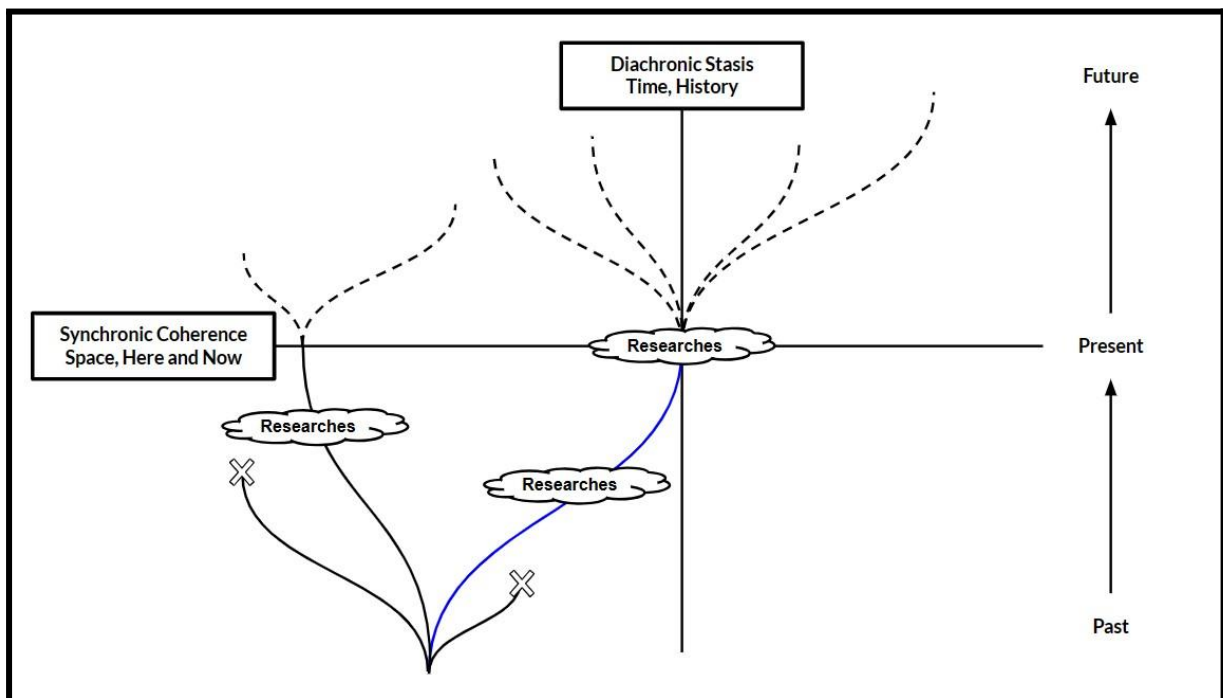 Diachronic Stasis
Time, History
Future
Synchronic Coherence
Space, Here and Now
Researches
Present
Researches
Researches
Past